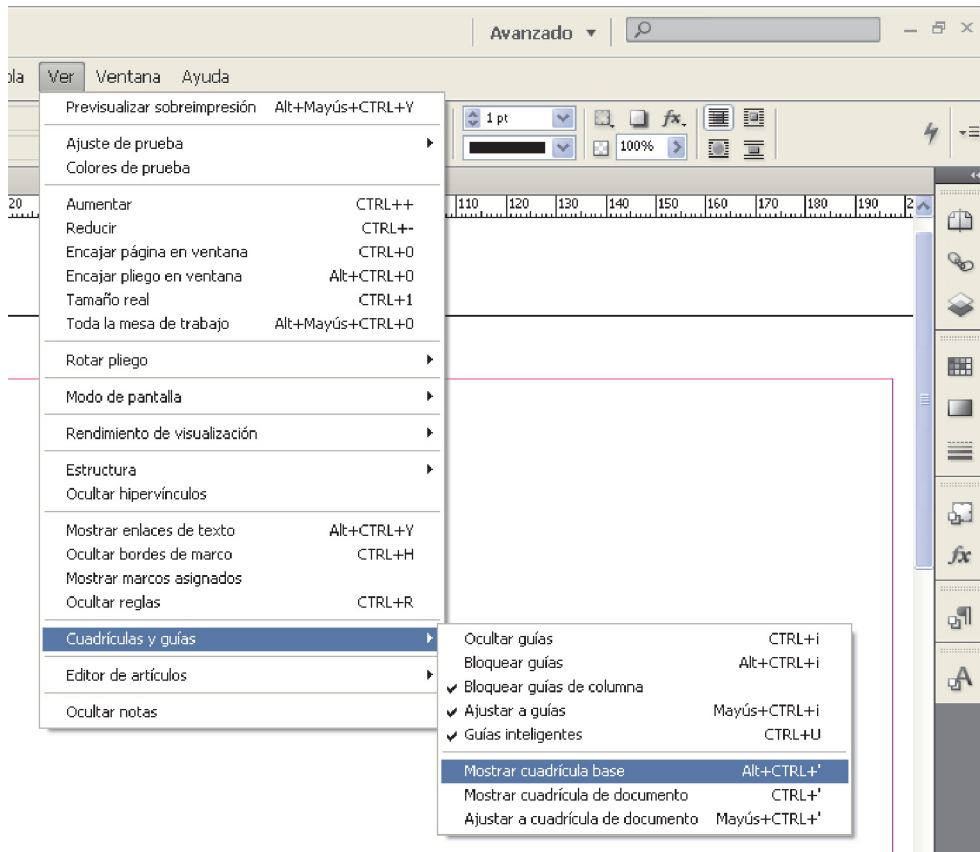 Avanzado
Ver Ventana Ayuda
Previsualizar sobreimpresión Alt+Mayús+CTRL+Y
1 pt
100%
Ajuste de prueba
Colores de prueba
20 110 120 130 140 150 160 170 180 190
Aumentar CTRL++
Reducir CTRL+-
Encajar página en ventana CTRL+0
Encajar pliego en ventana Alt+CTRL+0
Tamaño real CTRL+1
Toda la mesa de trabajo Alt+Mayús+CTRL+0
Rotar pliego
Modo de pantalla
Rendimiento de visualización
Estructura
Ocultar hipervínculos
Mostrar enlaces de texto Alt+CTRL+Y
Ocultar bordes de marco CTRL+H
Mostrar marcos asignados
Ocultar reglas CTRL+R
Cuadrículas y guías
Editor de artículos
Ocultar notas
Ocultar guías CTRL+i
Bloquear guías Alt+CTRL+i
Bloquear guías de columna
Ajustar a guías Mayús+CTRL+i
Guías inteligentes CTRL+U
Mostrar cuadrícula base Alt+CTRL+'
Mostrar cuadrícula de documento CTRL+'
Ajustar a cuadrícula de documento Mayús+CTRL+'